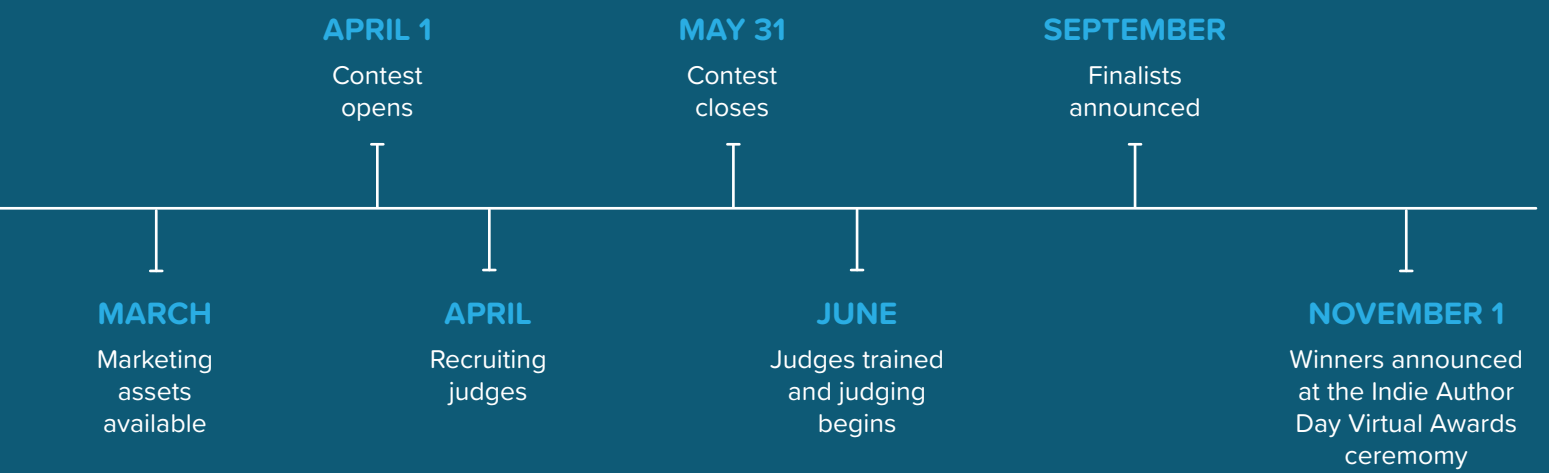 APRIL 1
Contest
opens
MAY 31
Contest
closes
SEPTEMBER
Finalists
announced
MARCH
Marketing
assets
available
APRIL
Recruiting
judges
JUNE
Judges trained
and judging
begins
NOVEMBER 1
Winners announced
at the Indie Author
Day Virtual Awards
ceremomy